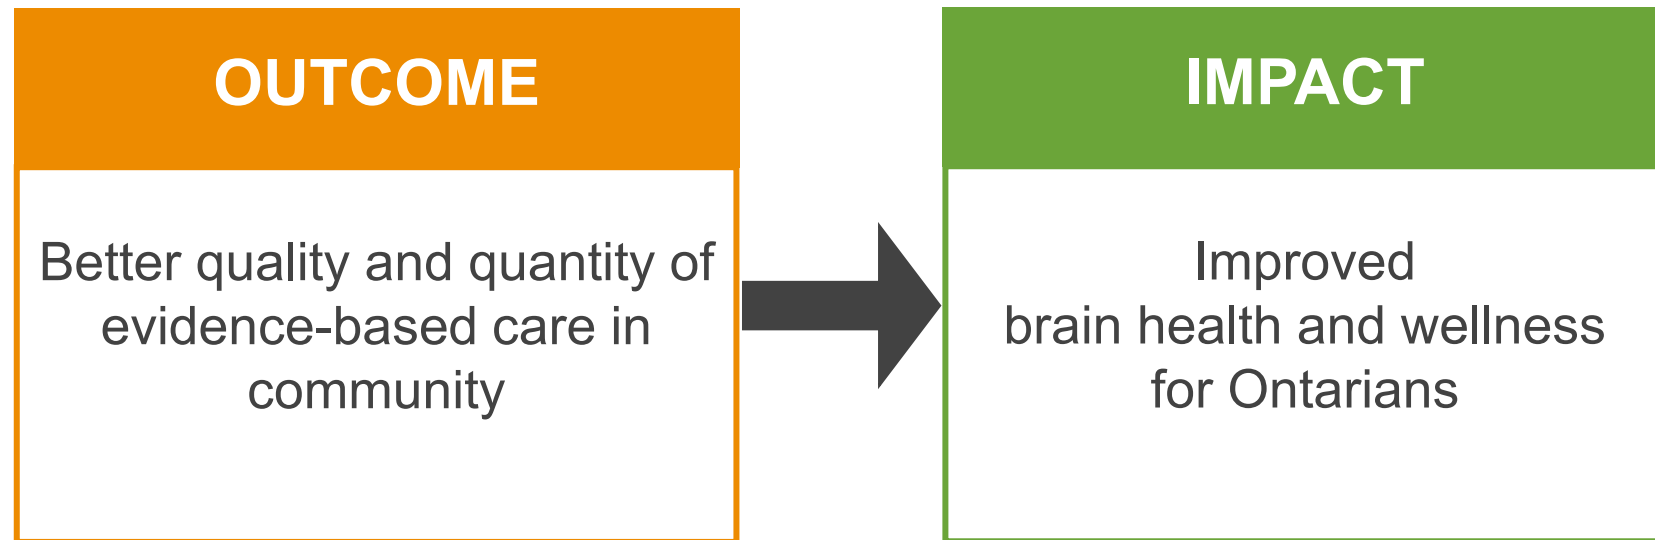 OUTCOME
Better quality and quantity of
evidence-based care in
community
IMPACT
Improved
brain health and wellness
for Ontarians